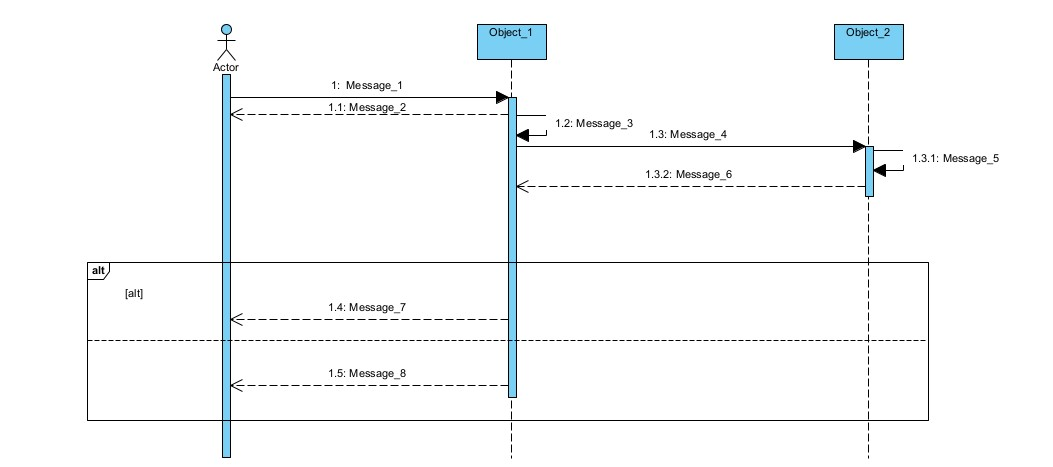 Actor
Object_1
Object_2
1: Message_1
1.1: Message_2
1.2: Message_3
1.3: Message_4
1.3.1: Message_5
1.3.2: Message_6
alt
[alt]
1.4: Message_7
1.5: Message_8